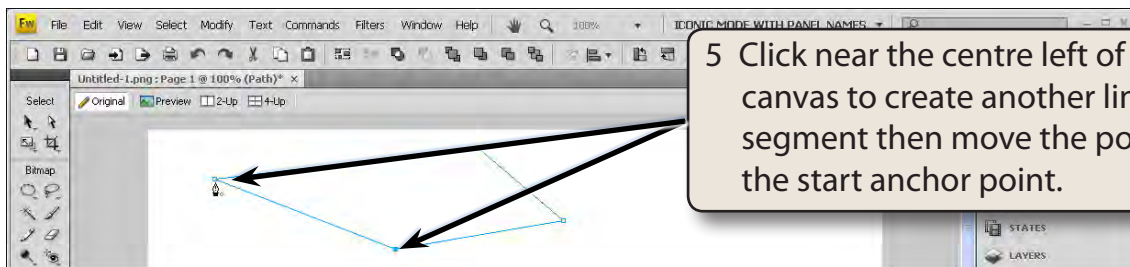 Fw File Edit View Select Modify Text Commands Filters Window Help 100% ICONIC MODE WITH PANEL NAMES
Untitled-1.png : Page 1 @ 100% (Path)* ×
Select Original Preview 2-Up 4-Up
Bitmap
5 Click near the centre left of
canvas to create another
segment then move the
the start anchor point.
STATES
LAYERS